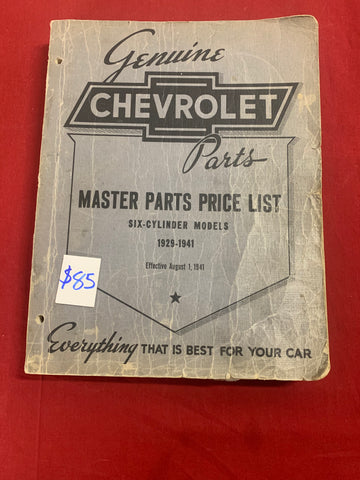 Genuine
CHEVROLET
Parts
MASTER PARTS PRICE LIST
SIX-CYLINDER MODELS
1929-1941
Effective August 1, 1941
$85
Everything THAT IS BEST FOR YOUR CAR